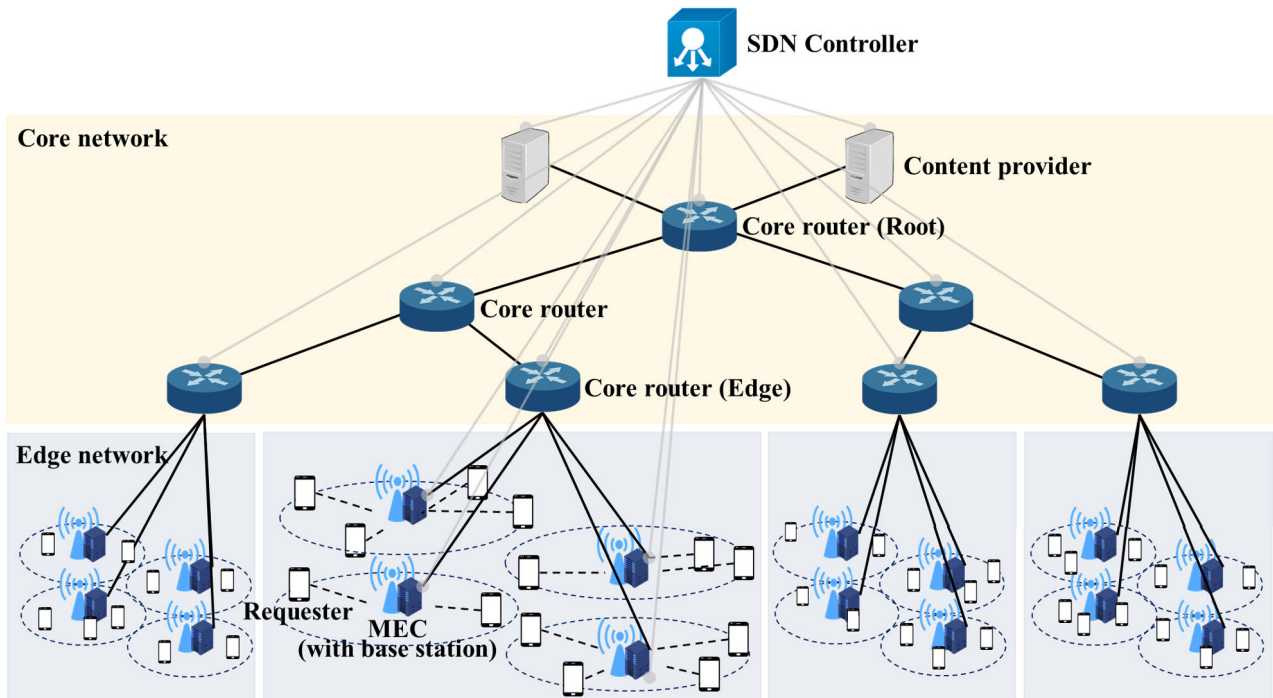 SDN Controller
Core network
Content provider
Core router (Root)
Core router
Core router (Edge)
Edge network
Requester
MEC
(with base station)